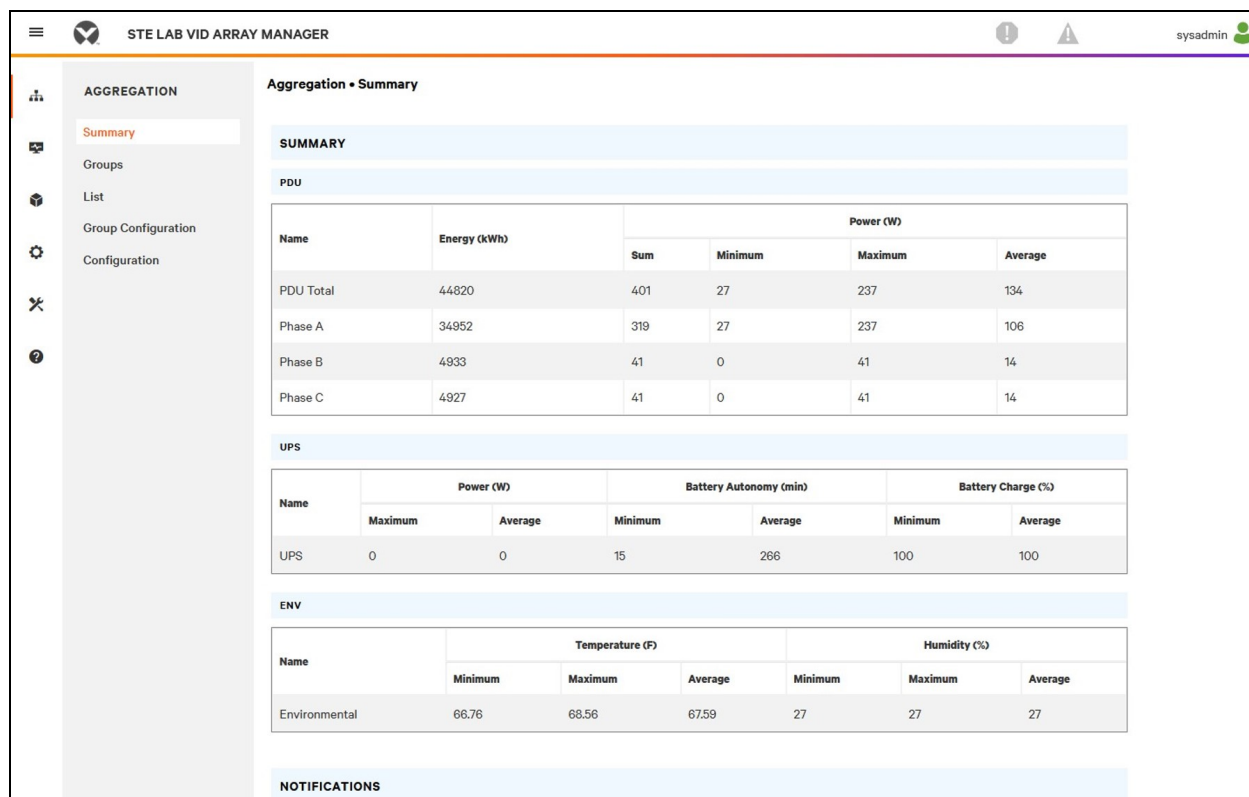 STE LAB VID ARRAY MANAGER
sysadmin
AGGREGATION
Summary
Groups
List
Group Configuration
Configuration
Aggregation • Summary
SUMMARY
PDU
Name Energy (kWh) Power (W)
Sum Minimum Maximum Average
PDU Total 44820 401 27 237 134
Phase A 34952 319 27 237 106
Phase B 4933 41 0 41 14
Phase C 4927 41 0 41 14
UPS
Name Power (W) Battery Autonomy (min) Battery Charge (%)
Maximum Average Minimum Average Minimum Average
UPS 0 0 15 266 100 100
ENV
Name Temperature (F) Humidity (%)
Minimum Maximum Average Minimum Maximum Average
Environmental 66.76 68.56 67.59 27 27 27
NOTIFICATIONS